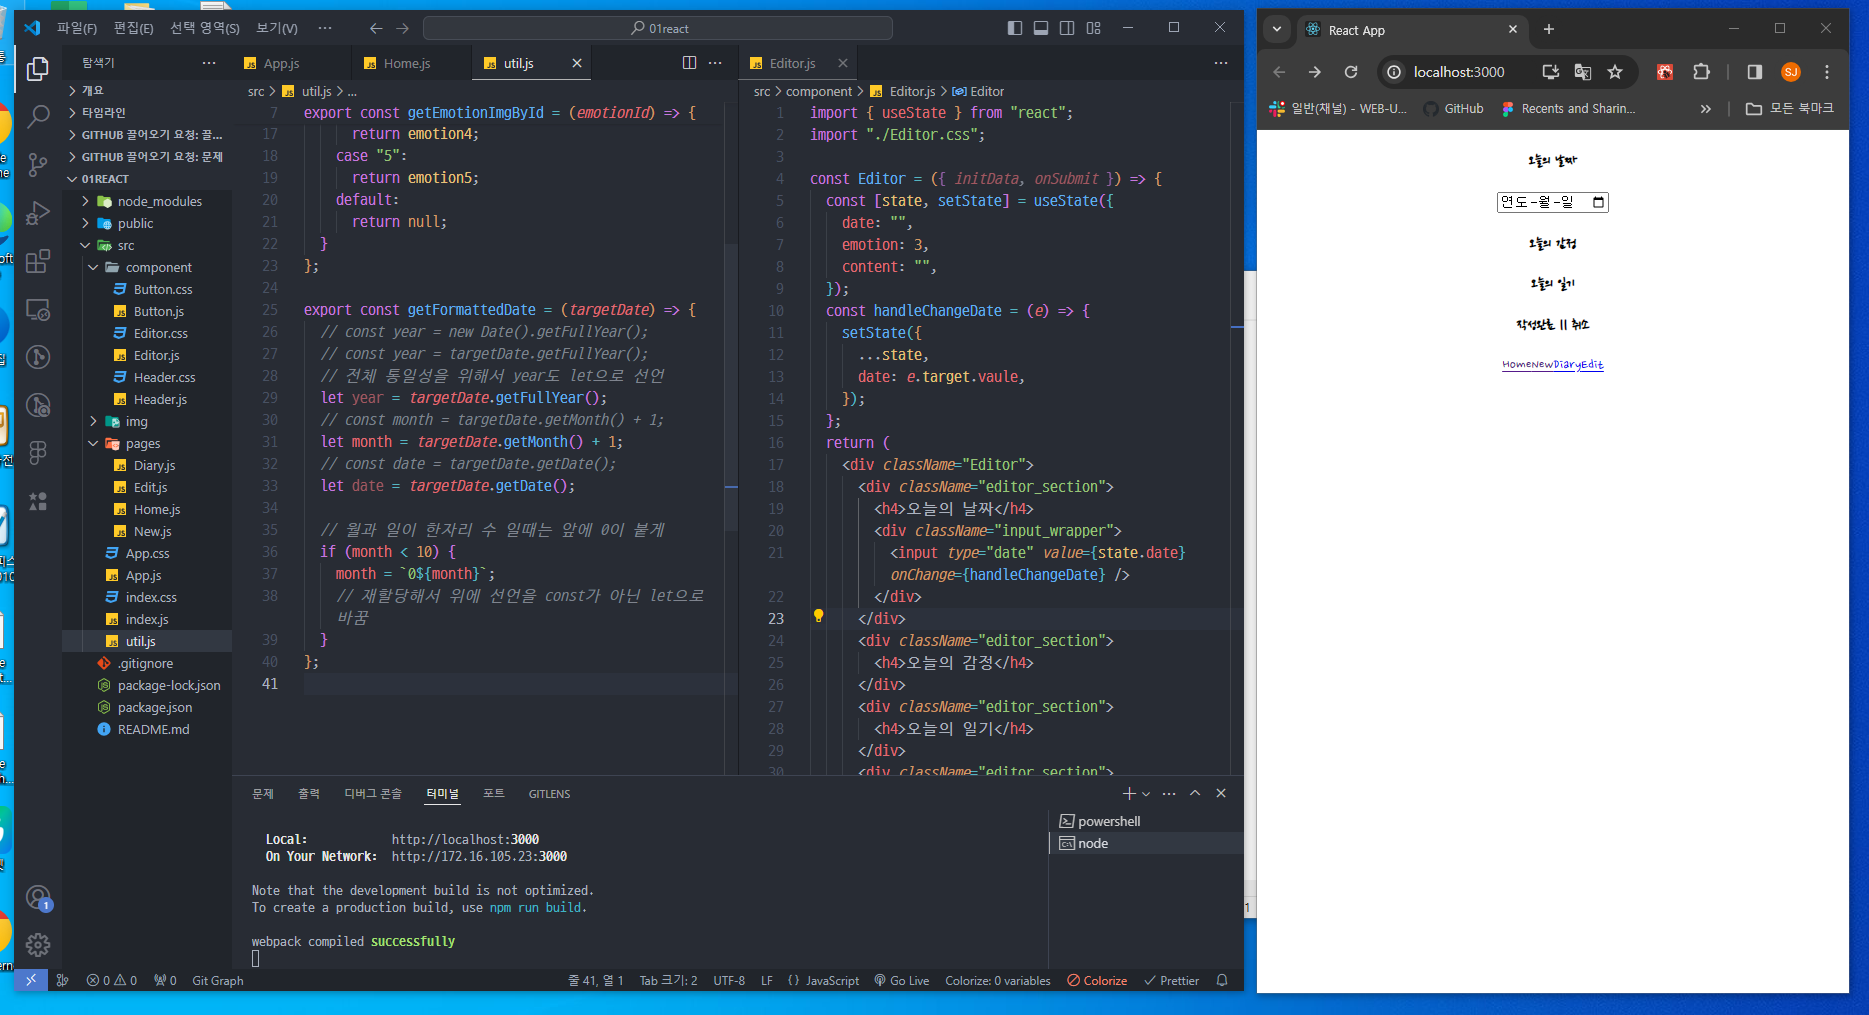 파일(F) 편집(E) 선택 영역(S) 보기(V) ··· 01react
탐색기 ···
개요
타임라인
GITHUB 끌어오기 요청: 끌...
GITHUB 끌어오기 요청: 문제
01REACT
node_modules
public
src
component
Button.css
Button.js
Editor.css
Editor.js
Header.css
Header.js
img
pages
Diary.js
Edit.js
Home.js
New.js
App.css
App.js
index.css
index.js
util.js
.gitignore
package-lock.json
package.json
README.md
App.js Home.js util.js
src > util.js > ...
7 export const getEmotionImgById = (emotionId) => {
17 return emotion4;
18 case "5":
19 return emotion5;
20 default:
21 return null;
22 }
23 };
24
25 export const getFormattedDate = (targetDate) => {
26 // const year = new Date().getFullYear();
27 // const year = targetDate.getFullYear();
28 // 전체 통일성을 위해서 year도 let으로 선언
29 let year = targetDate.getFullYear();
30 // const month = targetDate.getMonth() + 1;
31 let month = targetDate.getMonth() + 1;
32 // const date = targetDate.getDate();
33 let date = targetDate.getDate();
34
35 // 월과 일이 한자리 수 일때는 앞에 0이 붙게
36 if (month < 10) {
37 month = `0${month}`;
38 // 재할당해서 위에 선언을 const가 아닌 let으로
바꿈
39 }
40 };
41
Editor.js
src > component > Editor.js > Editor
1 import { useState } from "react";
2 import "./Editor.css";
3
4 const Editor = ({ initData, onSubmit }) => {
5 const [state, setState] = useState({
6 date: "",
7 emotion: 3,
8 content: "",
9 });
10 const handleChangeDate = (e) => {
11 setState({
12 ...state,
13 date: e.target.vaule,
14 });
15 };
16 return (
17 <div className="Editor">
18 <div className="editor_section">
19 <h4>오늘의 날짜</h4>
20 <div className="input_wrapper">
21 <input type="date" value={state.date}
onChange={handleChangeDate} />
22 </div>
23 </div>
24 <div className="editor_section">
25 <h4>오늘의 감정</h4>
26 </div>
27 <div className="editor_section">
28 <h4>오늘의 일기</h4>
29 </div>
30 <div className="editor_section">
문제 출력 디버그 콘솔 터미널 포트 GITLENS
Local: http://localhost:3000
On Your Network: http://172.16.105.23:3000
Note that the development build is not optimized.
To create a production build, use npm run build.
webpack compiled successfully
powershell
node
1
0 0 0 Git Graph 줄 41, 열 1 Tab 크기: 2 UTF-8 LF {} JavaScript Go Live Colorize: 0 variables Colorize Prettier
React App
localhost:3000 SJ
일반(채널) - WEB-U... GitHub Recents and Sharin... » 모든 북마크
오늘의 날짜
연도-월-일
오늘의 감정
오늘의 일기
작성완료 || 취소
HomeNewDiaryEdit